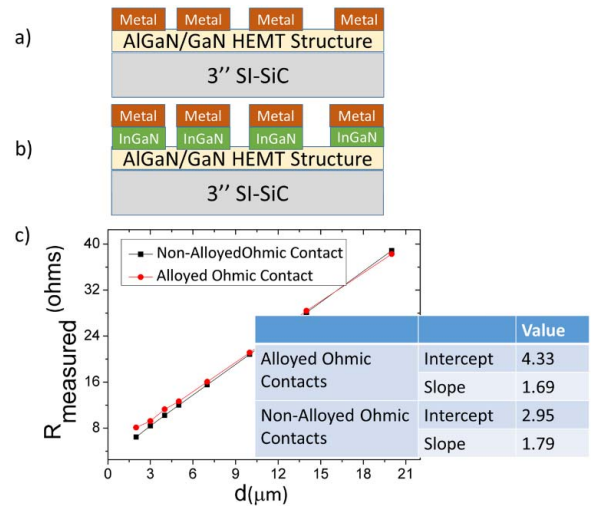 a)
Metal Metal Metal Metal
AlGaN/GaN HEMT Structure
3’’ SI-SiC
b)
Metal Metal Metal Metal
InGaN InGaN InGaN InGaN
AlGaN/GaN HEMT Structure
3’’ SI-SiC
c)
Non-AlloyedOhmic Contact
Alloyed Ohmic Contact
Rmeasured(ohms)
40
32
24
16
8
0 3 6 9 12 15 18 21
d(μm)
Value
Alloyed Ohmic Contacts Intercept 4.33
Slope 1.69
Non-Alloyed Ohmic Contacts Intercept 2.95
Slope 1.79